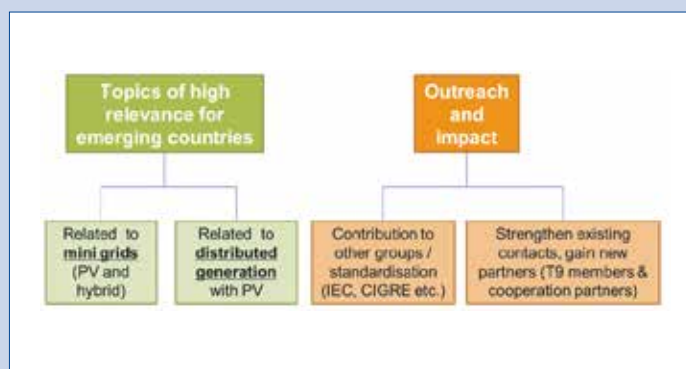 Topics of high
relevance for
emerging countries
Outreach
and
impact
Related to
mini grids
(PV and
hybrid)
Related to
distributed
generation
with PV
Contribution to
other groups /
standardisation
(IEC, CIGRE etc.)
Strengthen existing
contacts, gain new
partners (T9 members &
cooperation partners)